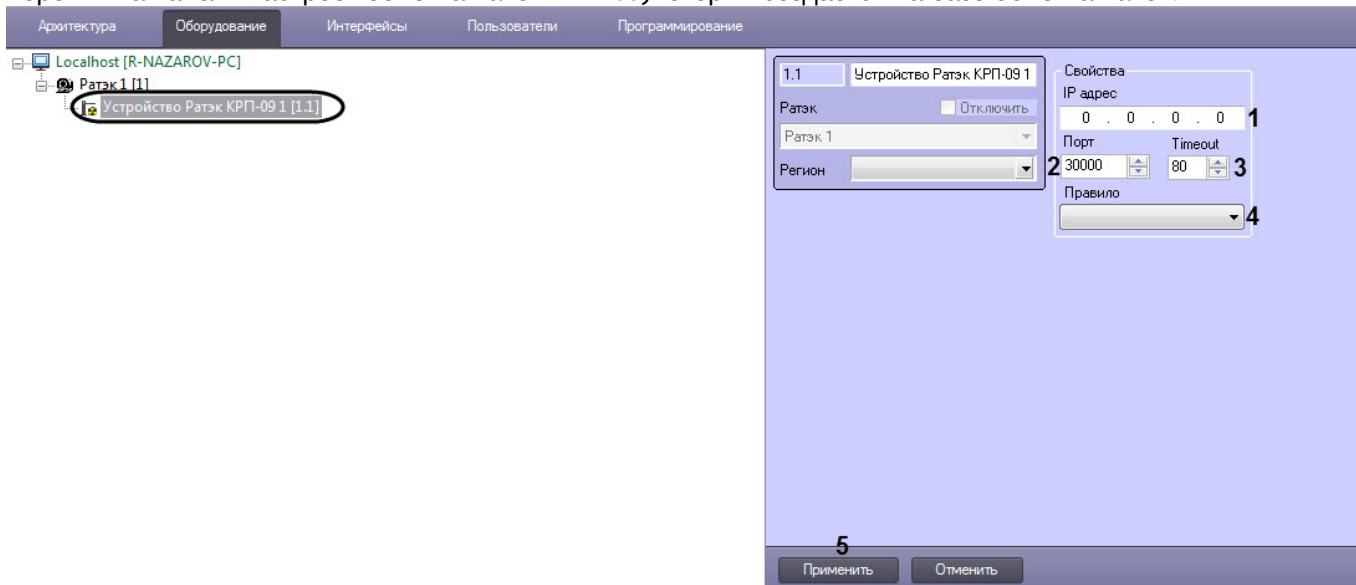 Архитектура Оборудование Интерфейсы Пользователи Программирование
Localhost [R-NAZAROV-PC]
Ратэк 1 [1]
Устройство Ратэк КРП-09 1 [1.1]
1.1 Устройство Ратэк КРП-09 1
Ратэк Отключить
Ратэк 1
Регион
Свойства
IP адрес
0 . 0 . 0 . 0 1
Порт Timeout
2 30000 80 3
Правило
4
5
Применить Отменить